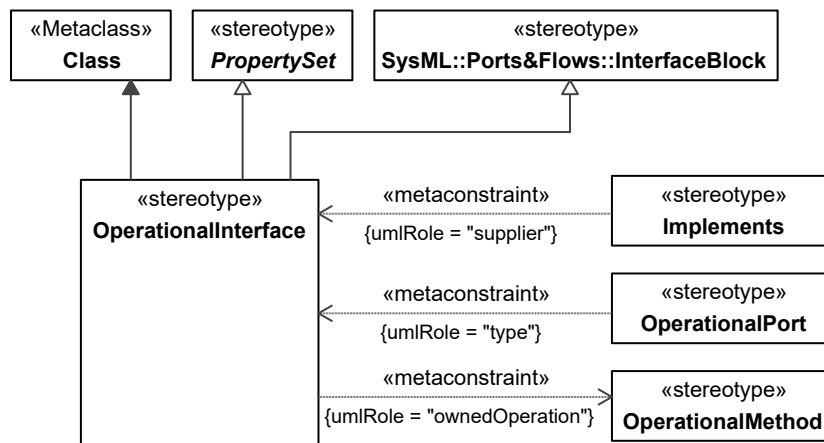 «Metaclass»
Class
«stereotype»
PropertySet
«stereotype»
SysML::Ports&Flows::InterfaceBlock
«stereotype»
OperationalInterface
«metaconstraint»
{umlRole = "supplier"}
«stereotype»
Implements
«metaconstraint»
{umlRole = "type"}
«stereotype»
OperationalPort
«metaconstraint»
{umlRole = "ownedOperation"}
«stereotype»
OperationalMethod